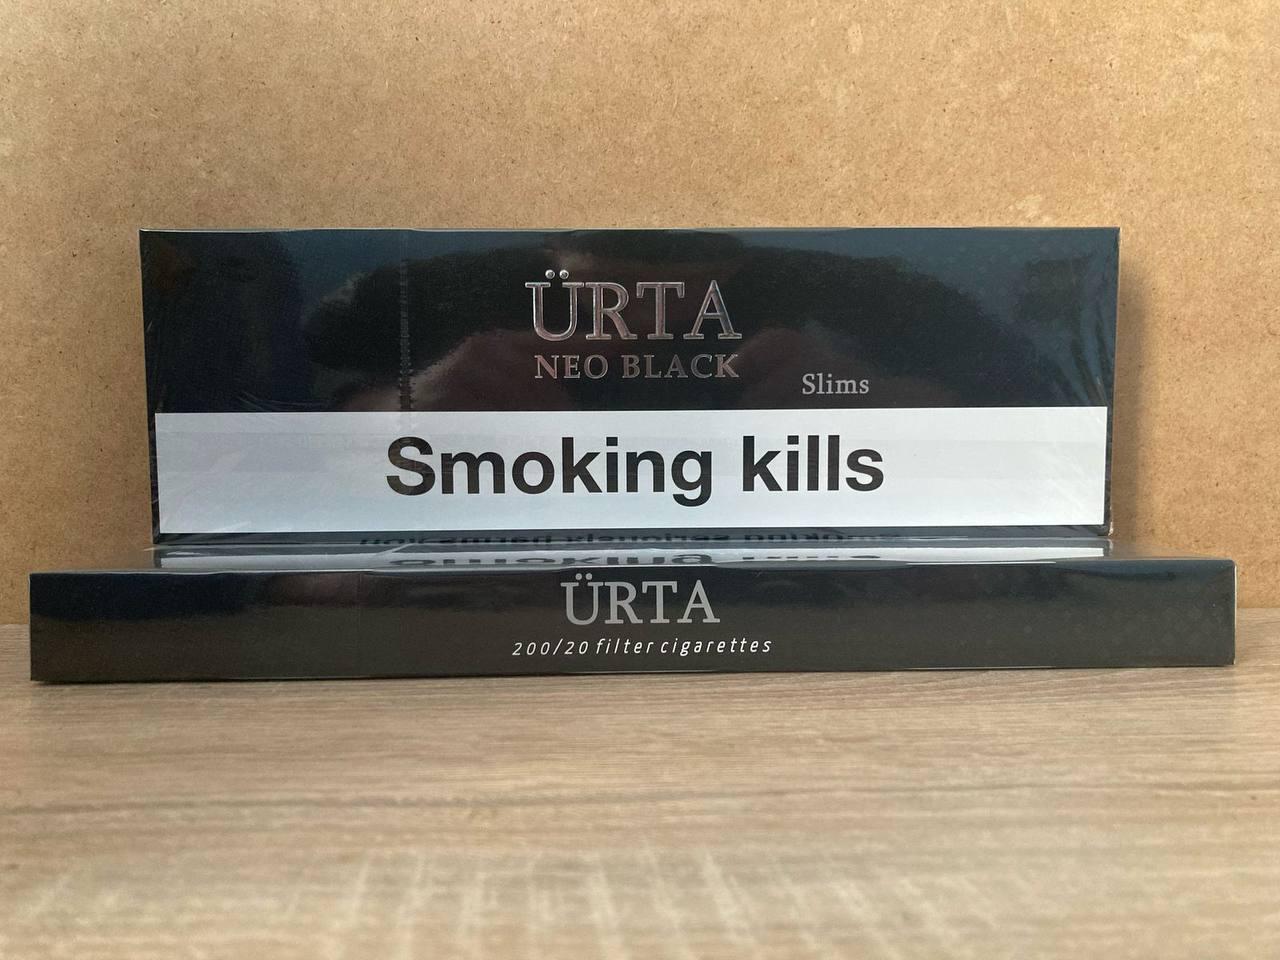 ÜRTA
NEO BLACK
Slims
Smoking kills
ÜRTA
200/20 filter cigarettes